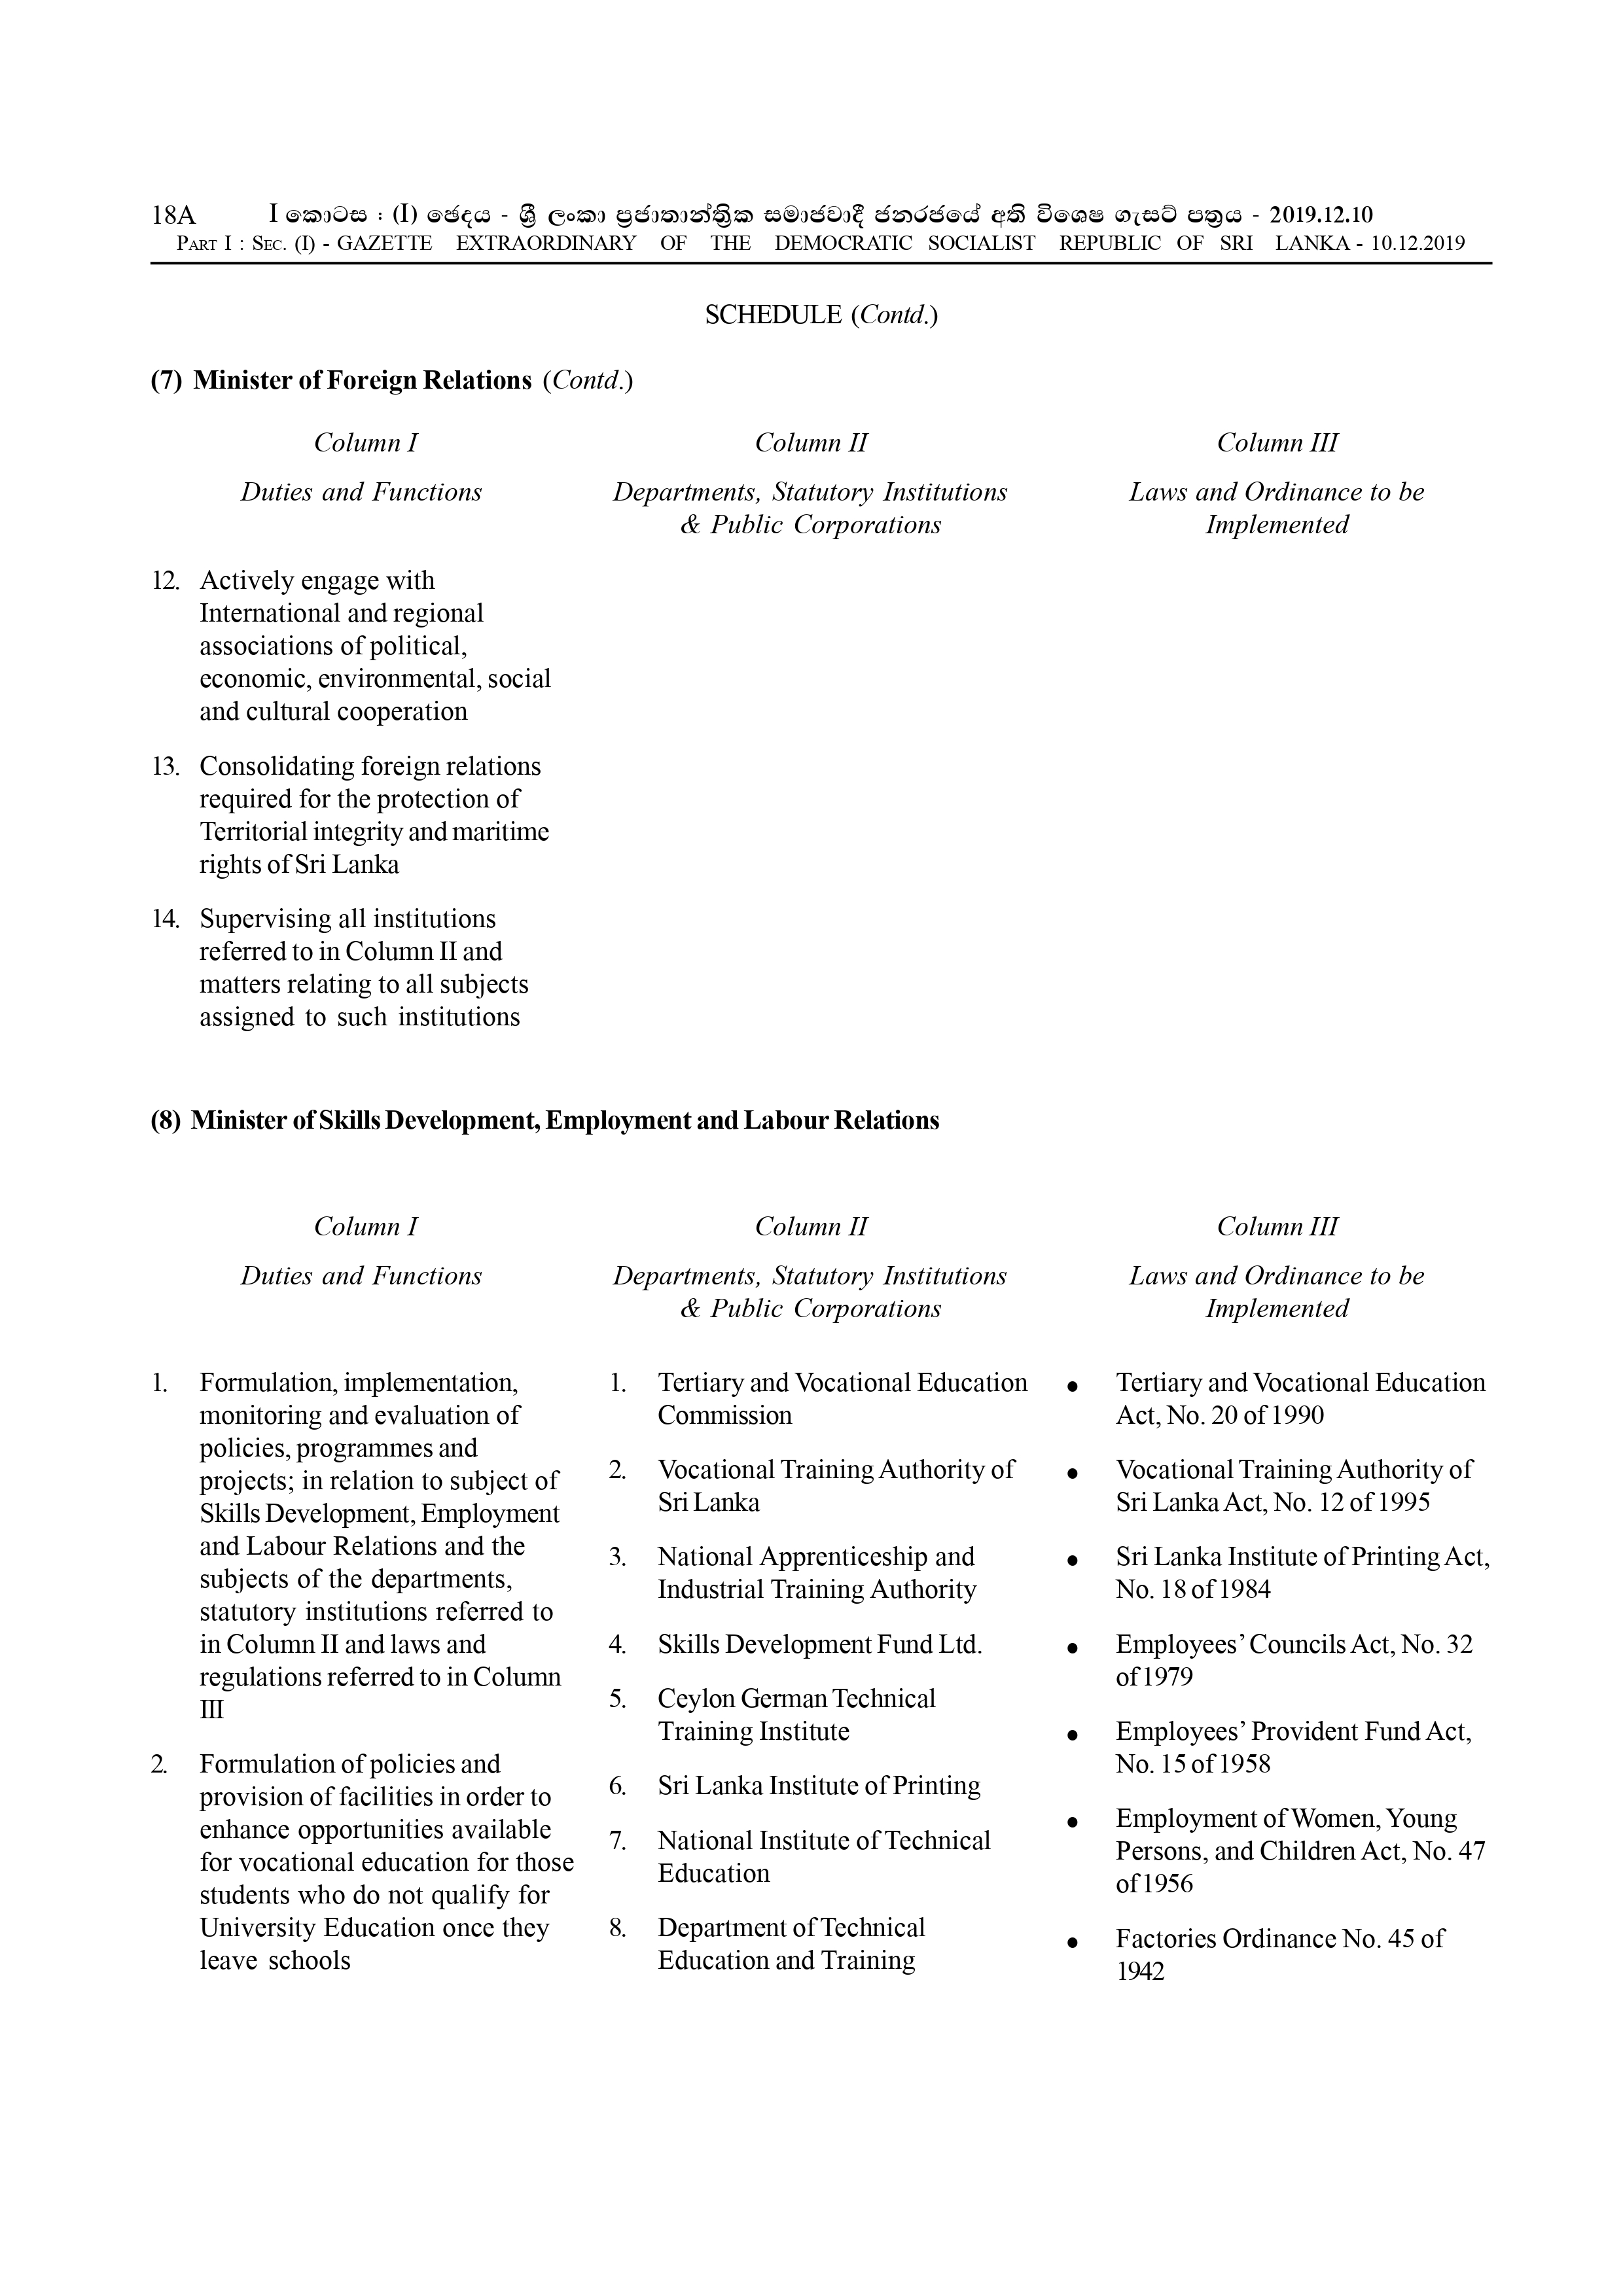 18A I කොටස : (I) ඡෙදය - ශ්‍රී ලංකා ප්‍රජාතාන්ත්‍රික සමාජවාදී ජනරජයේ අති විශෙෂ ගැසට් පත්‍රය - 2019.12.10
PART I : SEC. (I) - GAZETTE EXTRAORDINARY OF THE DEMOCRATIC SOCIALIST REPUBLIC OF SRI LANKA - 10.12.2019
SCHEDULE (Contd.)
(7) Minister of Foreign Relations (Contd.)
Column I
Duties and Functions
Column II
Departments, Statutory Institutions
& Public Corporations
Column III
Laws and Ordinance to be
Implemented
12. Actively engage with
International and regional
associations of political,
economic, environmental, social
and cultural cooperation
13. Consolidating foreign relations
required for the protection of
Territorial integrity and maritime
rights of Sri Lanka
14. Supervising all institutions
referred to in Column II and
matters relating to all subjects
assigned to such institutions
(8) Minister of Skills Development, Employment and Labour Relations
Column I
Duties and Functions
Column II
Departments, Statutory Institutions
& Public Corporations
Column III
Laws and Ordinance to be
Implemented
1. Formulation, implementation,
monitoring and evaluation of
policies, programmes and
projects; in relation to subject of
Skills Development, Employment
and Labour Relations and the
subjects of the departments,
statutory institutions referred to
in Column II and laws and
regulations referred to in Column
III
2. Formulation of policies and
provision of facilities in order to
enhance opportunities available
for vocational education for those
students who do not qualify for
University Education once they
leave schools
1. Tertiary and Vocational Education
Commission
2. Vocational Training Authority of
Sri Lanka
3. National Apprenticeship and
Industrial Training Authority
4. Skills Development Fund Ltd.
5. Ceylon German Technical
Training Institute
6. Sri Lanka Institute of Printing
7. National Institute of Technical
Education
8. Department of Technical
Education and Training
● Tertiary and Vocational Education
Act, No. 20 of 1990
● Vocational Training Authority of
Sri Lanka Act, No. 12 of 1995
● Sri Lanka Institute of Printing Act,
No. 18 of 1984
● Employees’ Councils Act, No. 32
of 1979
● Employees’ Provident Fund Act,
No. 15 of 1958
● Employment of Women, Young
Persons, and Children Act, No. 47
of 1956
● Factories Ordinance No. 45 of
1942